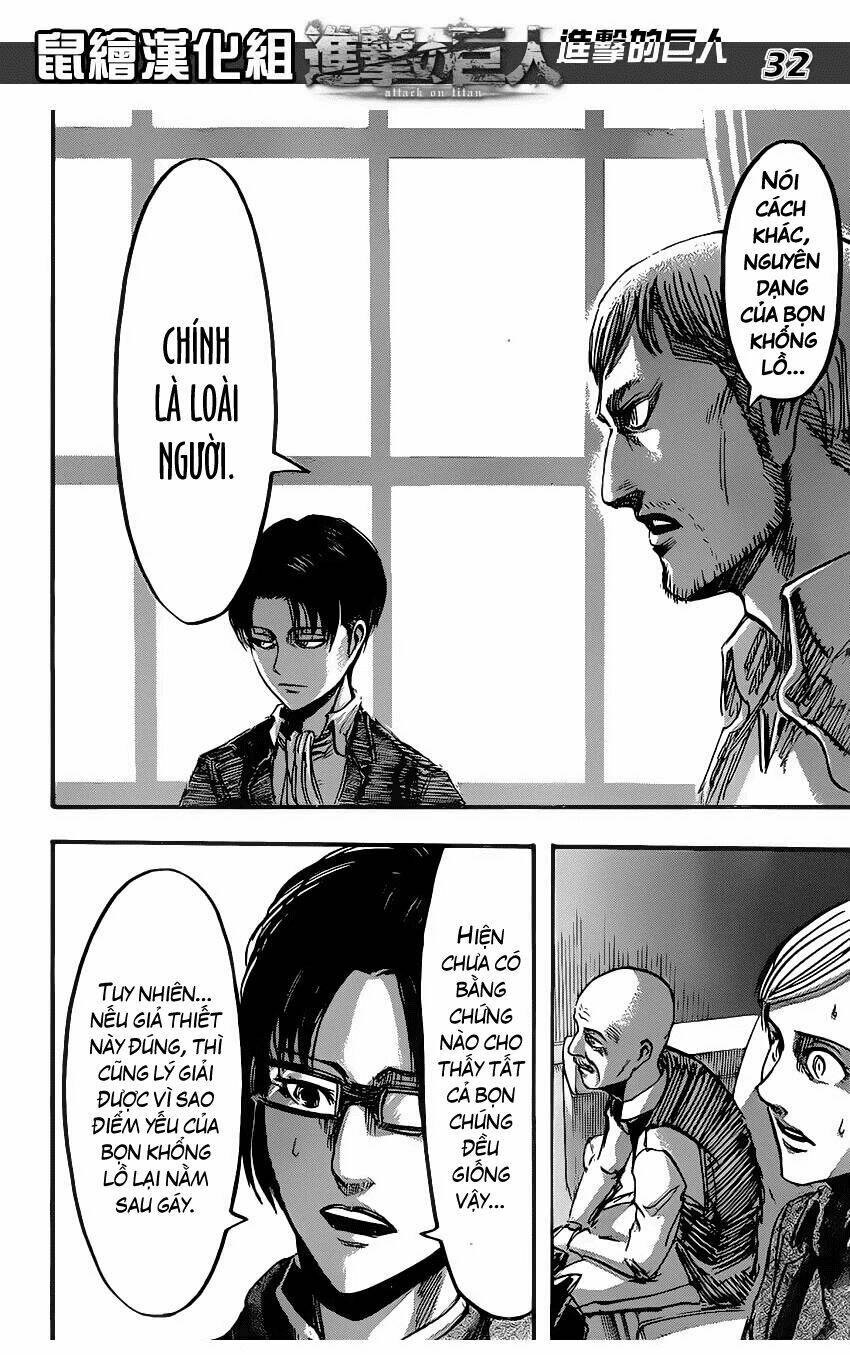 鼠繪漢化組
進撃の巨人
attack on titan
進擊的巨人
32
NÓI
CÁCH
KHÁC,
NGUYÊN
DẠNG
CỦA BỌN
KHỔNG
LỒ...
CHÍNH
LÀ LOÀI
NGƯỜI.
HIỆN
CHƯA CÓ
BẰNG
CHỨNG
NÀO CHO
THẤY TẤT
CẢ BỌN
CHÚNG
ĐỀU
GIỐNG
VẬY...
TUY NHIÊN...
NẾU GIẢ THIẾT
NÀY ĐÚNG, THÌ
CŨNG LÝ GIẢI
ĐƯỢC VÌ SAO
ĐIỂM YẾU CỦA
BỌN KHỔNG
LỒ LẠI NẰM
SAU GÁY.